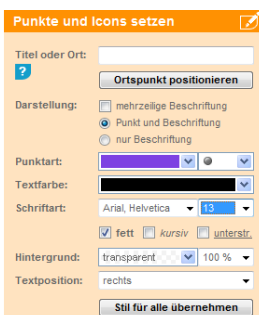 Punkte und Icons setzen
Titel oder Ort:
?
Ortspunkt positionieren
Darstellung: mehrzeilige Beschriftung
Punkt und Beschriftung
nur Beschriftung
Punktart:
Textfarbe:
Schriftart: Arial, Helvetica 13
fett kursiv unterstr.
Hintergrund: transparent 100 %
Textposition: rechts
Stil für alle übernehmen